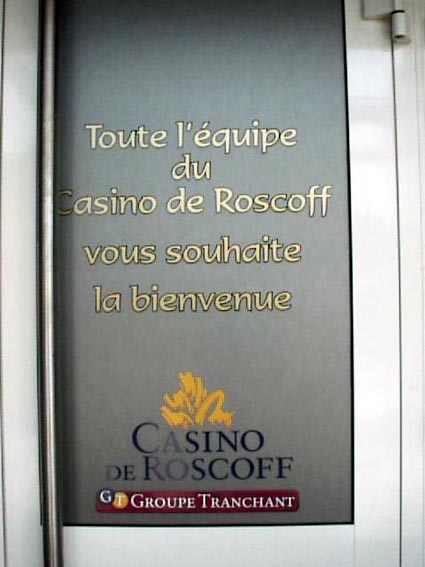 Toute l'équipe
du
Casino de Roscoff
vous souhaite
la bienvenue
CASINO
DE ROSCOFF
GT GROUPE TRANCHANT